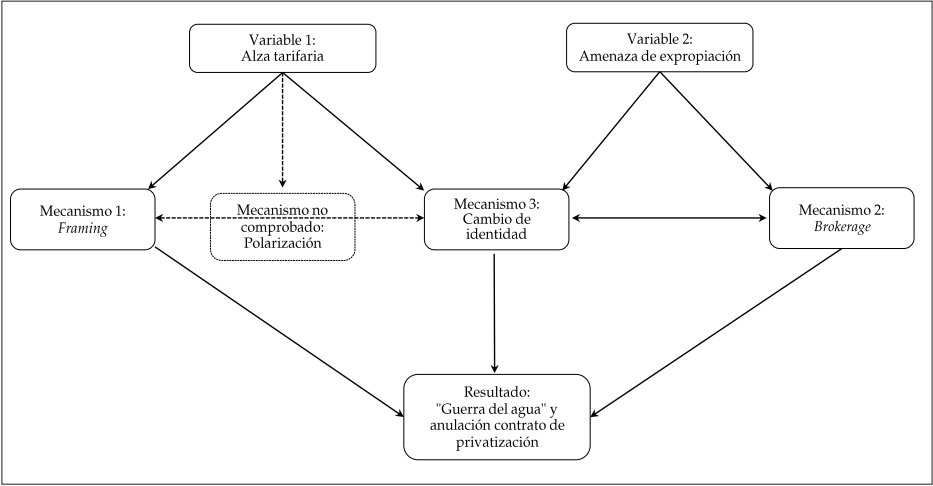 Variable 1:
Alza tarifaria
Variable 2:
Amenaza de expropiación
Mecanismo 1:
Framing
Mecanismo no
comprobado:
Polarización
Mecanismo 3:
Cambio de
identidad
Mecanismo 2:
Brokerage
Resultado:
"Guerra del agua" y
anulación contrato de
privatización